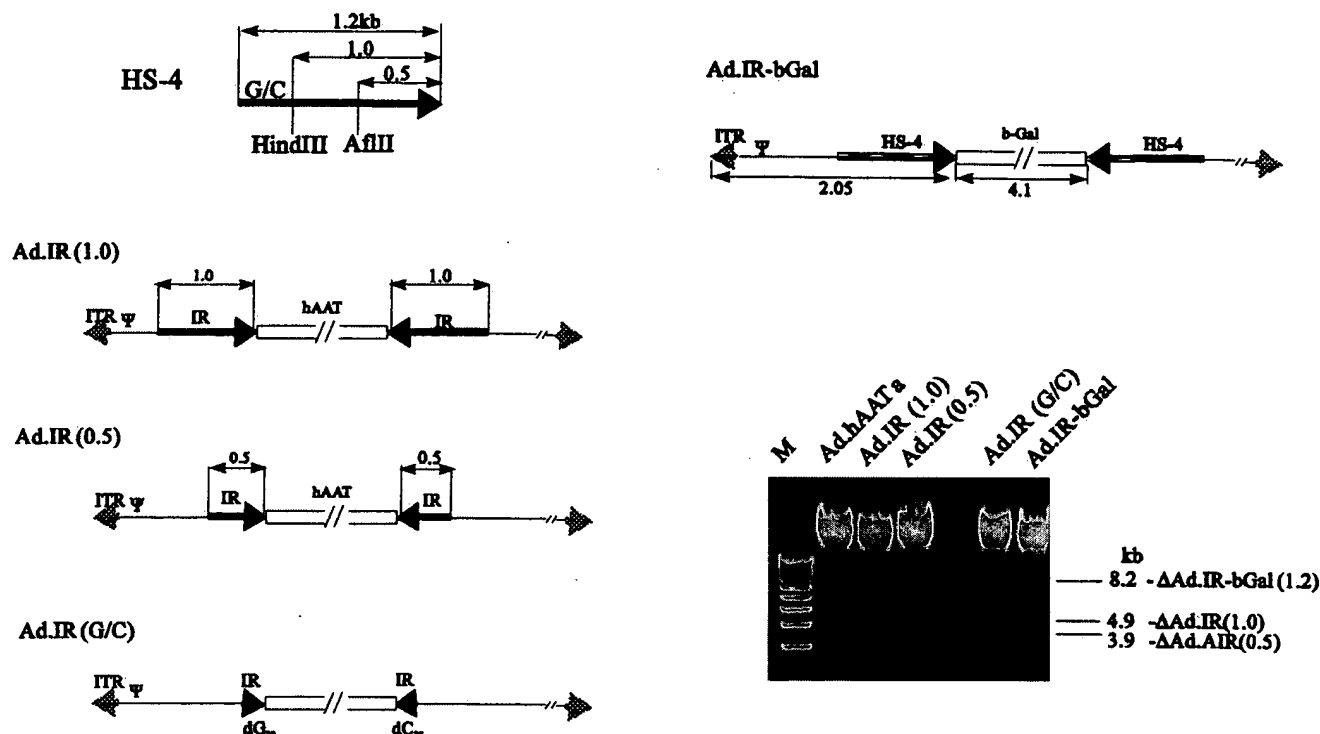 1.2kb
1.0
0.5
HS-4
G/C
HindIII AflII
Ad.IR (1.0)
1.0 1.0
ITR Ψ IR hAAT IR
Ad.IR (0.5)
0.5 0.5
ITR Ψ IR hAAT IR
Ad.IR (G/C)
ITR Ψ IR IR
dG dC
Ad.IR-bGal
ITR Ψ HS-4 b-Gal HS-4
2.05 4.1
M
Ad.hAAT a
Ad.IR (1.0)
Ad.IR (0.5)
Ad.IR (G/C)
Ad.IR-bGal
kb
8.2 - ΔAd.IR-bGal (1.2)
4.9 -ΔAd.IR(1.0)
3.9 -ΔAd.AIR(0.5)